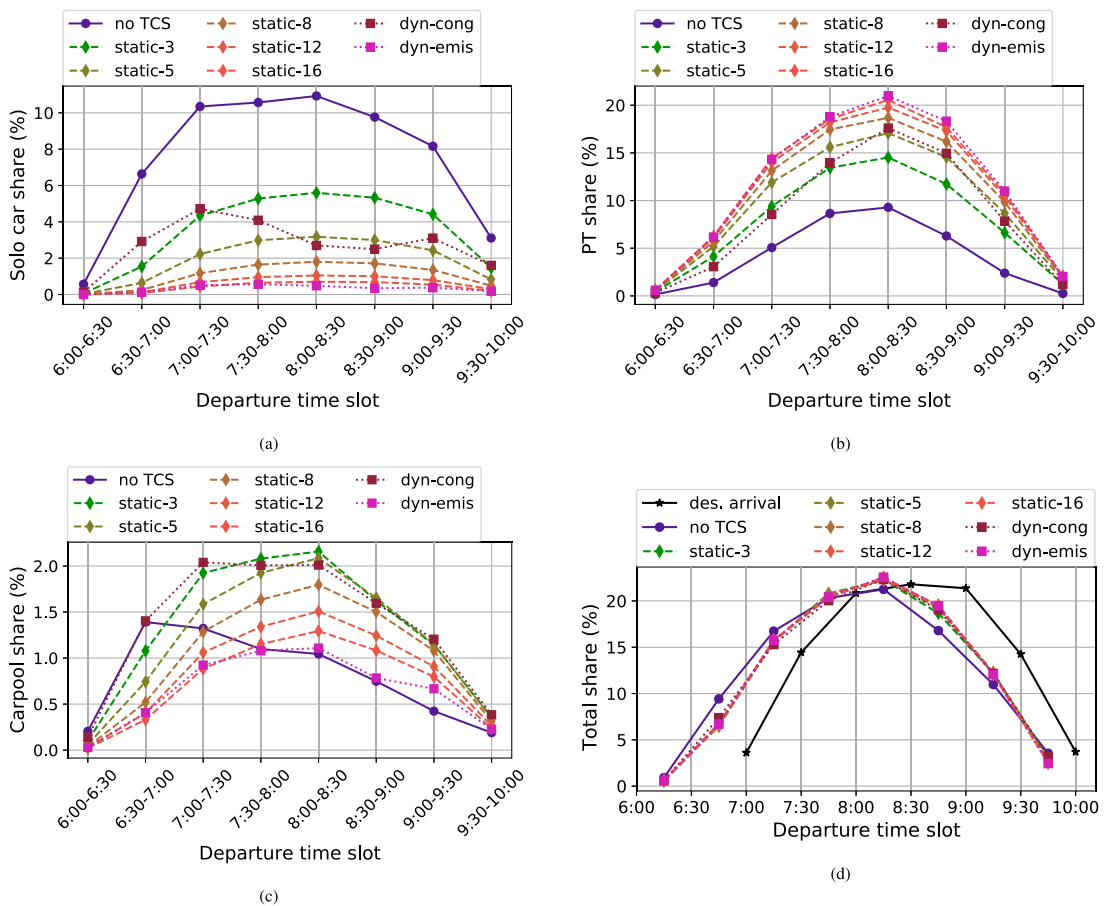 no TCS static-8 dyn-cong
static-3 static-12 dyn-emis
static-5 static-16
Solo car share (%)
10
8
6
4
2
0
6:00-6:30 6:30-7:00 7:00-7:30 7:30-8:00 8:00-8:30 8:30-9:00 9:00-9:30 9:30-10:00
Departure time slot
(a)
no TCS static-8 dyn-cong
static-3 static-12 dyn-emis
static-5 static-16
PT share (%)
20
15
10
5
0
6:00-6:30 6:30-7:00 7:00-7:30 7:30-8:00 8:00-8:30 8:30-9:00 9:00-9:30 9:30-10:00
Departure time slot
(b)
no TCS static-8 dyn-cong
static-3 static-12 dyn-emis
static-5 static-16
Carpool share (%)
2.0
1.5
1.0
0.5
0.0
6:00-6:30 6:30-7:00 7:00-7:30 7:30-8:00 8:00-8:30 8:30-9:00 9:00-9:30 9:30-10:00
Departure time slot
(c)
des. arrival static-5 static-16
no TCS static-8 dyn-cong
static-3 static-12 dyn-emis
Total share (%)
20
15
10
5
0
6:00 6:30 7:00 7:30 8:00 8:30 9:00 9:30 10:00
Departure time slot
(d)